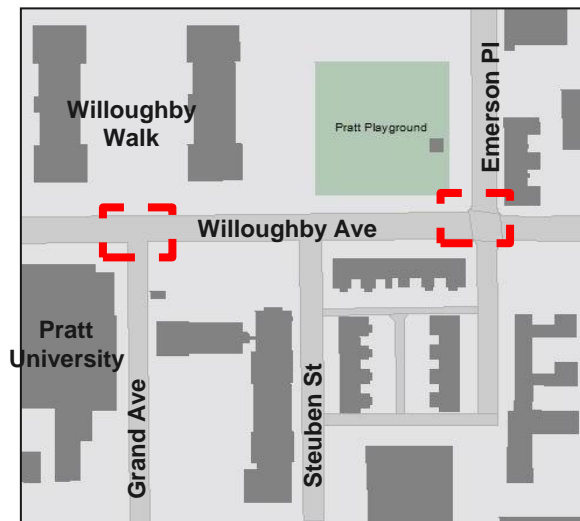 Emerson Pl
Willoughby
Walk
Pratt Playground
Willoughby Ave
Pratt
University
Grand Ave
Steuben St